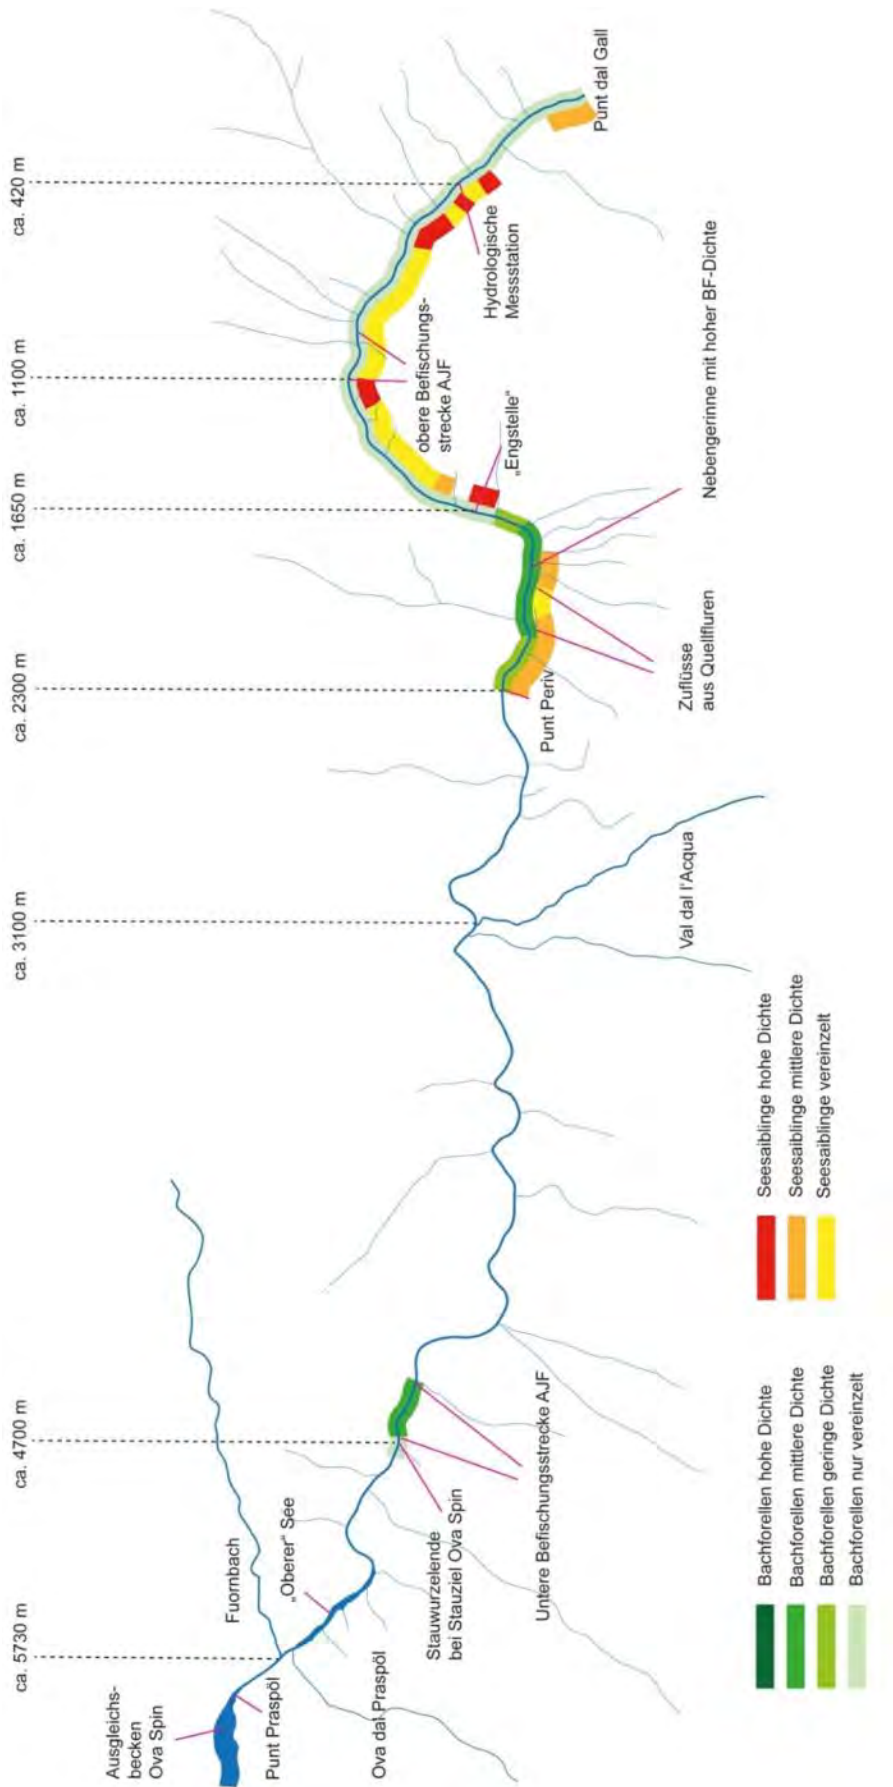 ca. 5730 m
ca. 4700 m
ca. 3100 m
ca. 2300 m
ca. 1650 m
ca. 1100 m
ca. 420 m
Ausgleichs-
becken
Ova Spin
Punt Praspöl
Fuornbach
„Oberer“ See
Ova dal Praspöl
Stauwurzelende
bei Stauziel Ova Spin
Untere Befischungsstrecke AJF
Val dal l'Acqua
Punt Periv
Zuflüsse
aus Quellfluren
Nebengerinne mit hoher BF-Dichte
„Engstelle“
obere Befischungs-
strecke AJF
Hydrologische
Messstation
Punt dal Gall
Bachforellen hohe Dichte
Bachforellen mittlere Dichte
Bachforellen geringe Dichte
Bachforellen nur vereinzelt
Seesaiblinge hohe Dichte
Seesaiblinge mittlere Dichte
Seesaiblinge vereinzelt